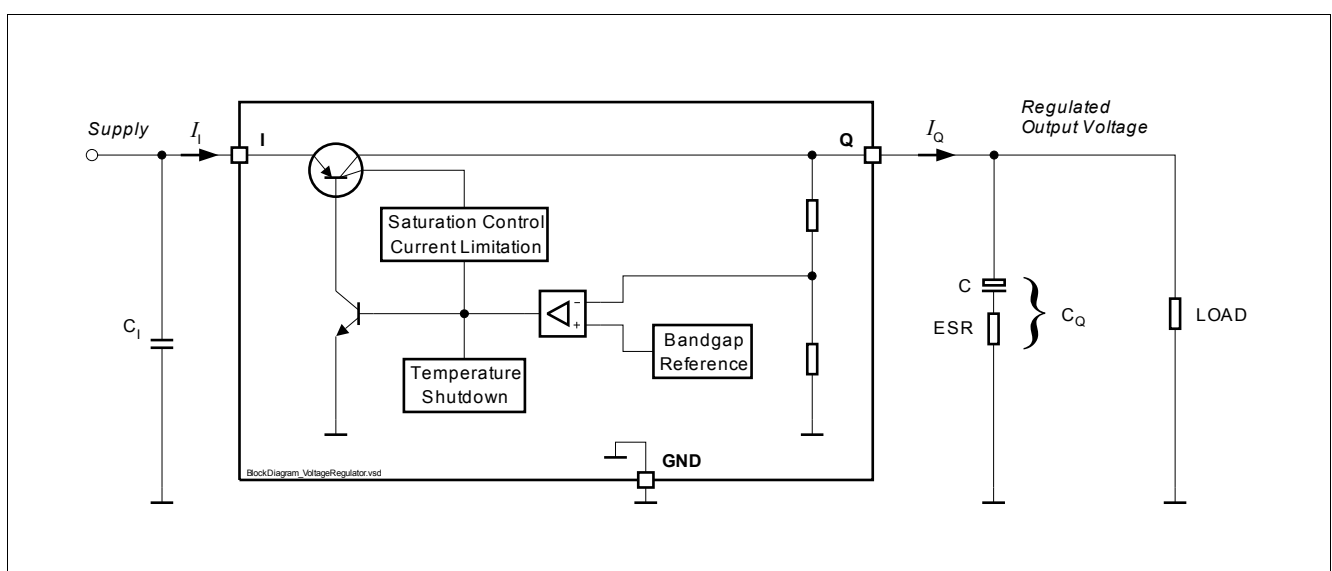 Supply
I_I
I
Q
I_Q
Regulated
Output Voltage
Saturation Control
Current Limitation
C
ESR
}
C_Q
LOAD
C_I
-
+
Bandgap
Reference
Temperature
Shutdown
GND
BlockDiagram_VoltageRegulator.vsd